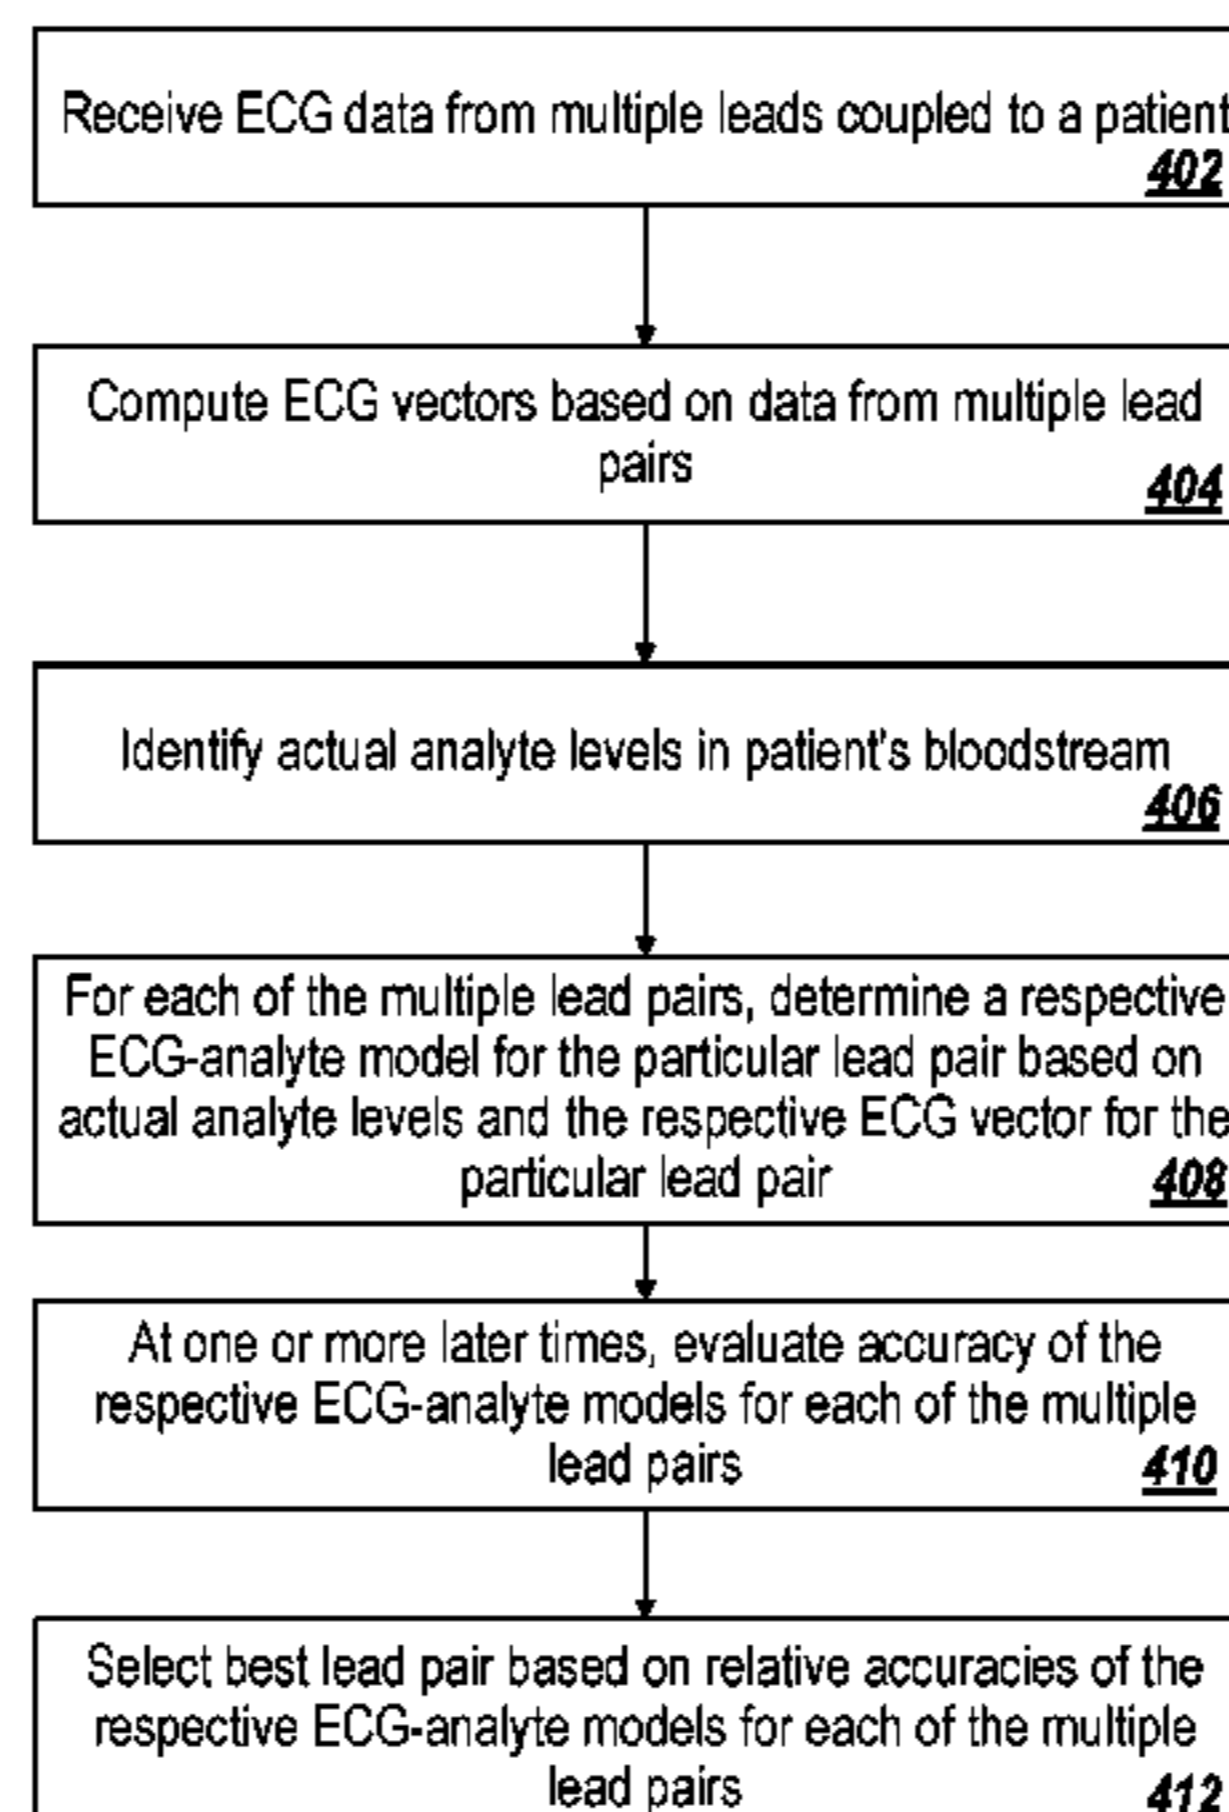 Receive ECG data from multiple leads coupled to a patient
402
Compute ECG vectors based on data from multiple lead
pairs
404
Identify actual analyte levels in patient's bloodstream
406
For each of the multiple lead pairs, determine a respective
ECG-analyte model for the particular lead pair based on
actual analyte levels and the respective ECG vector for the
particular lead pair
408
At one or more later times, evaluate accuracy of the
respective ECG-analyte models for each of the multiple
lead pairs
410
Select best lead pair based on relative accuracies of the
respective ECG-analyte models for each of the multiple
lead pairs
412